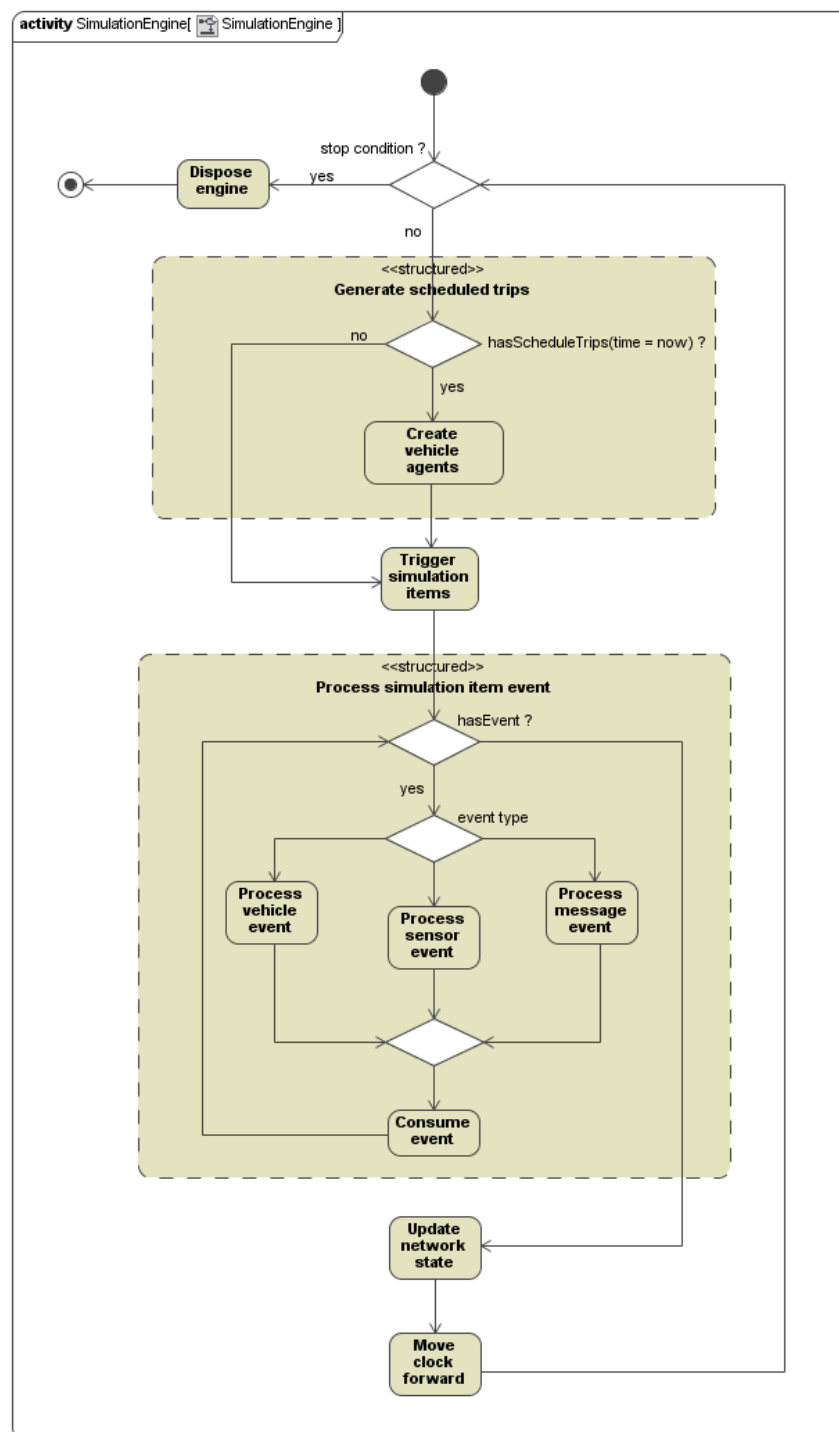 activity SimulationEngine[ SimulationEngine ]
stop condition ?
Dispose
engine
yes
no
<<structured>>
Generate scheduled trips
no
hasScheduleTrips(time = now) ?
yes
Create
vehicle
agents
Trigger
simulation
items
<<structured>>
Process simulation item event
hasEvent ?
yes
event type
Process
vehicle
event
Process
sensor
event
Process
message
event
Consume
event
Update
network
state
Move
clock
forward